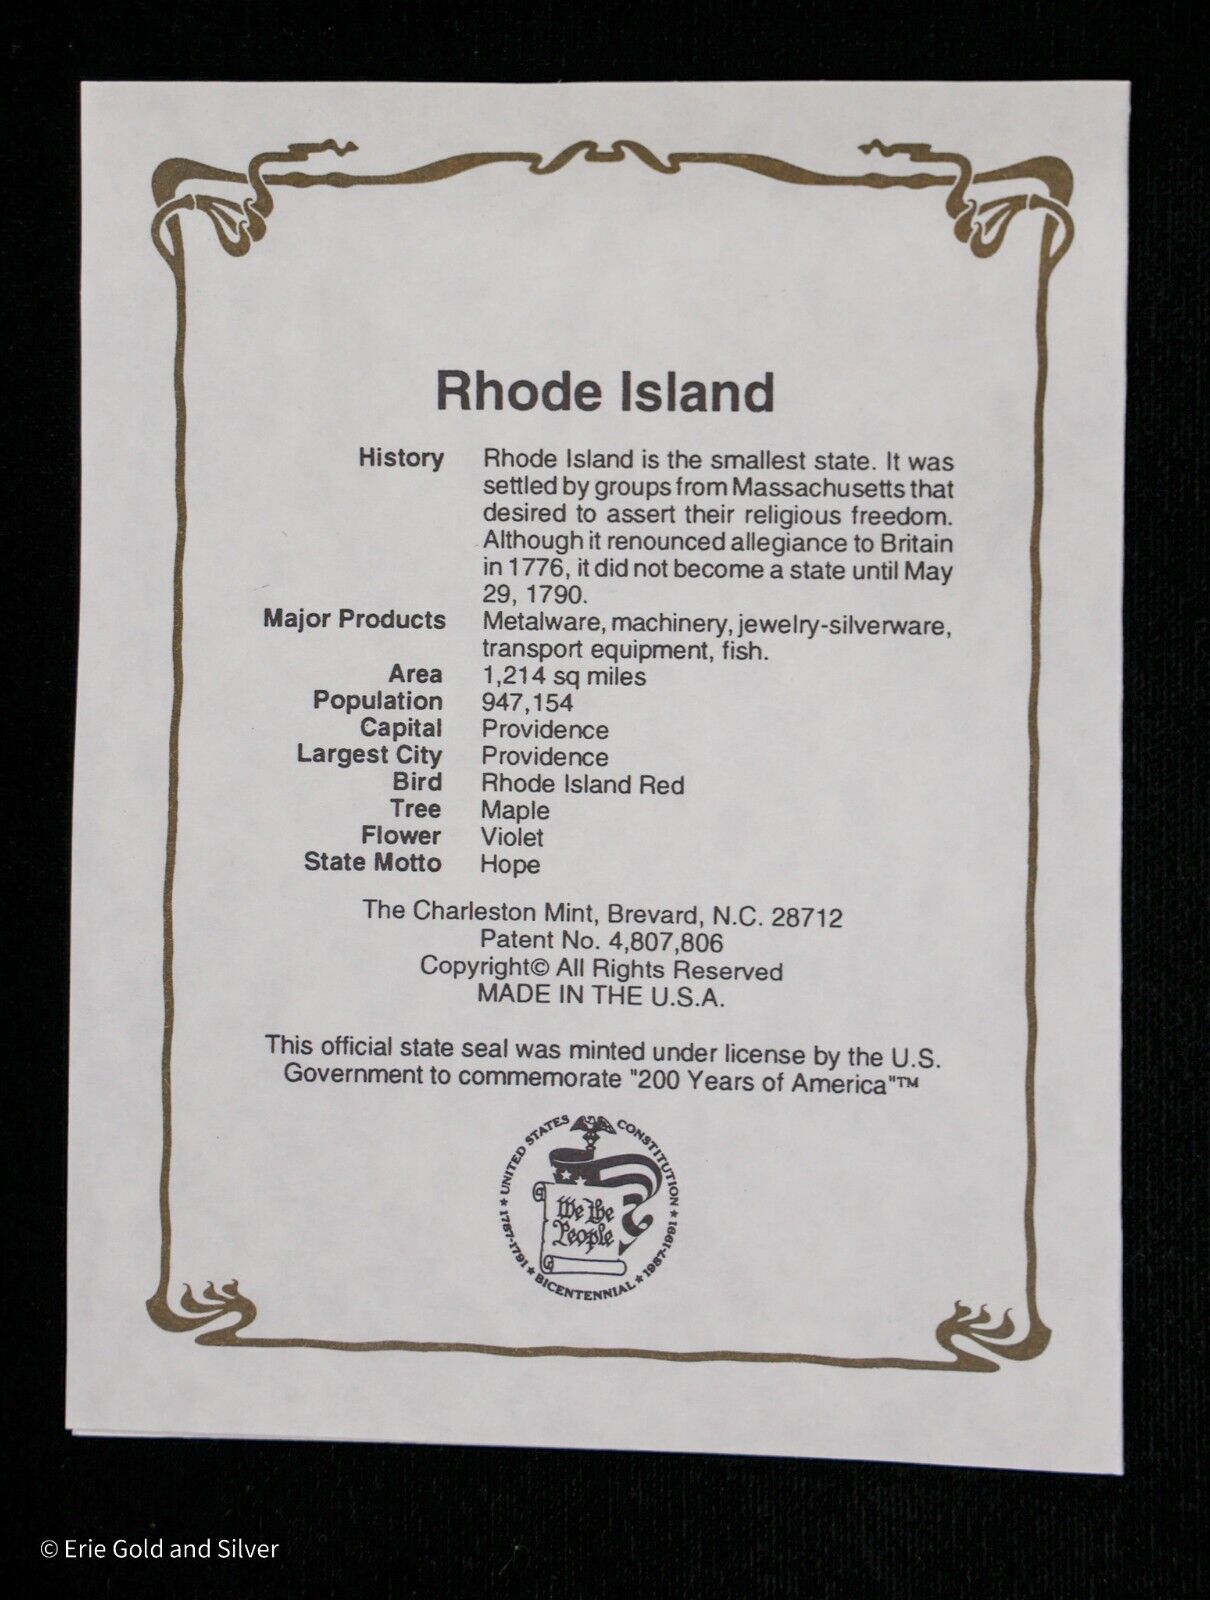 Rhode Island
History Rhode Island is the smallest state. It was
settled by groups from Massachusetts that
desired to assert their religious freedom.
Although it renounced allegiance to Britain
in 1776, it did not become a state until May
29, 1790.
Major Products Metalware, machinery, jewelry-silverware,
transport equipment, fish.
Area 1,214 sq miles
Population 947,154
Capital Providence
Largest City Providence
Bird Rhode Island Red
Tree Maple
Flower Violet
State Motto Hope
The Charleston Mint, Brevard, N.C. 28712
Patent No. 4,807,806
Copyright© All Rights Reserved
MADE IN THE U.S.A.
This official state seal was minted under license by the U.S.
Government to commemorate "200 Years of America"™
UNITED STATES CONSTITUTION
★ 1787-1791 ★ BICENTENNIAL ★ 1987-1991 ★
We the
People
© Erie Gold and Silver